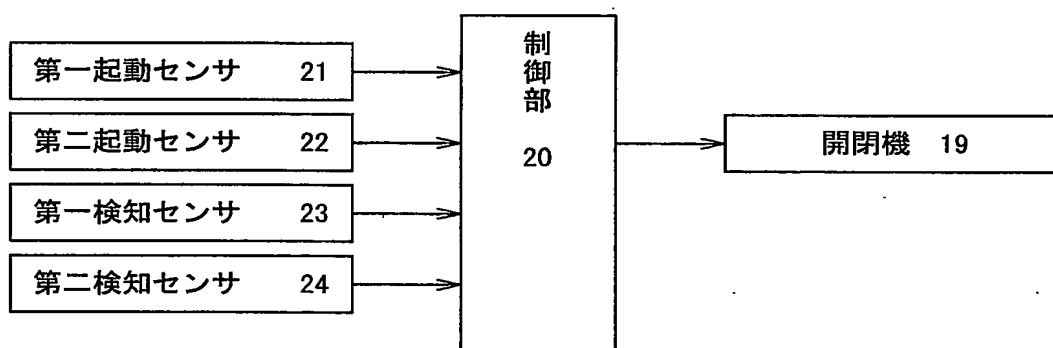 第一起動センサ 21
第二起動センサ 22
第一検知センサ 23
第二検知センサ 24
制御部
20
開閉機 19